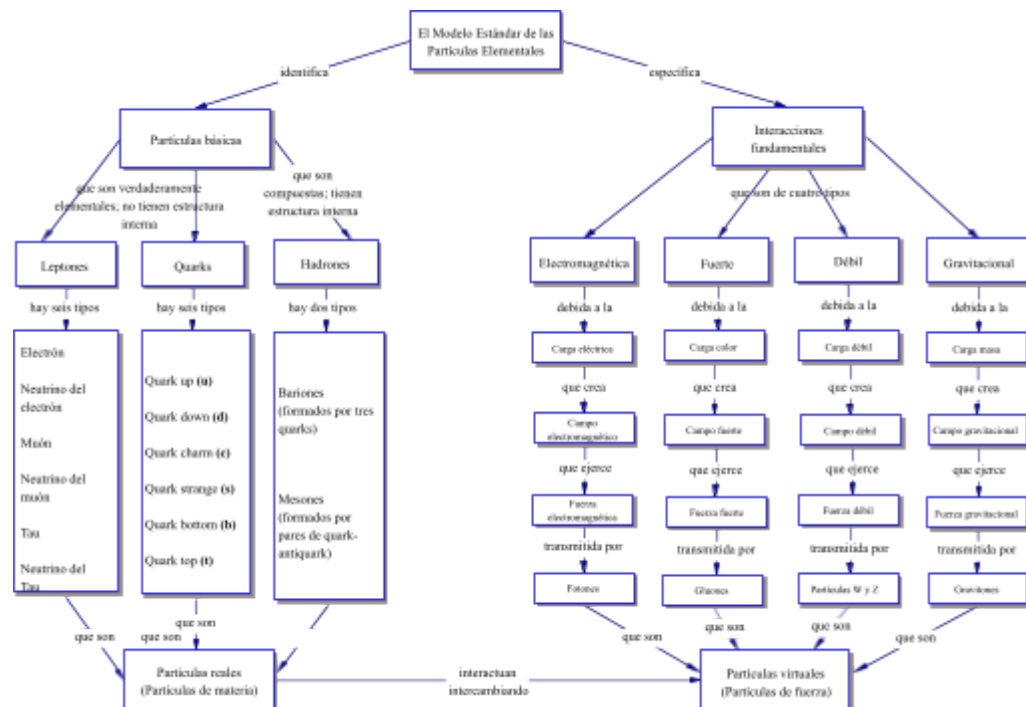 El Modelo Estándar de las
Partículas Elementales
identifica
especifica
Partículas básicas
Interacciones
fundamentales
que son verdaderamente
elementales; no tienen estructura
interna
que son
compuestas; tienen
estructura interna
que son de cuatro tipos
Leptones
Quarks
Hadrones
Electromagnética
Fuerte
Débil
Gravitacional
hay seis tipos
hay seis tipos
hay dos tipos
debida a la
debida a la
debida a la
debida a la
Electrón
Neutrino del
electrón
Muón
Neutrino del
muón
Tau
Neutrino del
Tau
Quark up (u)
Quark down (d)
Quark charm (c)
Quark strange (s)
Quark bottom (b)
Quark top (t)
Bariones
(formados por tres
quarks)
Mesones
(formados por
pares de quark-
antiquark)
Carga eléctrica
Carga color
Carga débil
Carga masa
que crea
que crea
que crea
que crea
Campo
electromagnético
Campo fuerte
Campo débil
Campo gravitacional
que ejerce
que ejerce
que ejerce
que ejerce
Fuerza
electromagnética
Fuerza fuerte
Fuerza débil
Fuerza gravitacional
transmitida por
transmitida por
transmitida por
transmitida por
Fotones
Gluones
Partículas W y Z
Gravitones
que son
que son
que son
que son
que son
que son
que son
Partículas reales
(Partículas de materia)
interactuan
intercambiando
Partículas virtuales
(Partículas de fuerza)